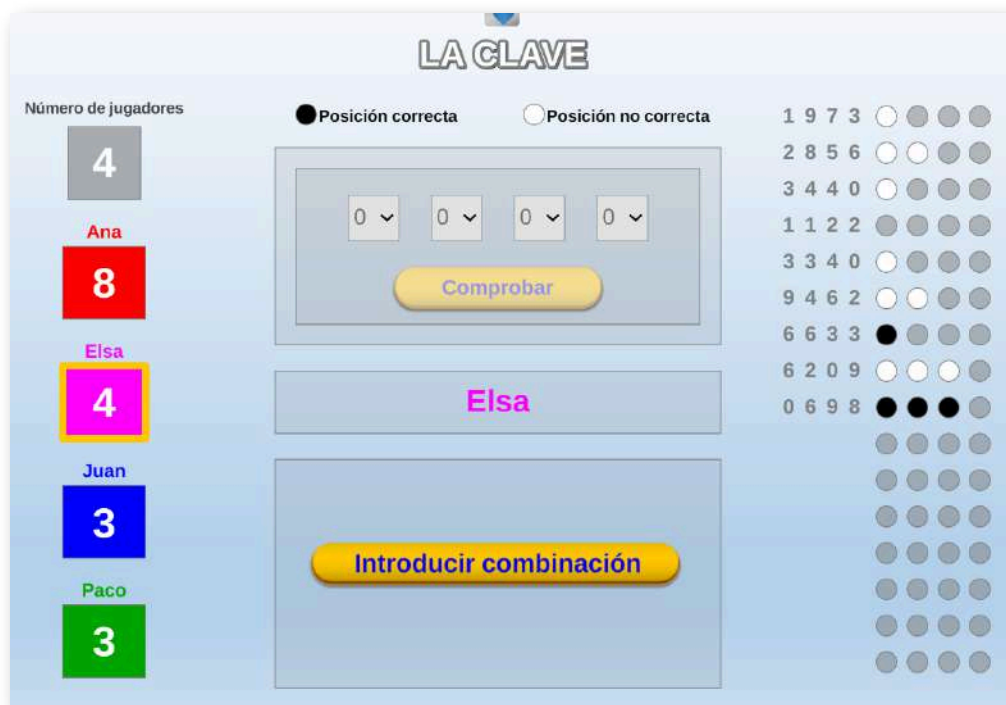 LA CLAVE
Número de jugadores
4
Ana
8
Elsa
4
Juan
3
Paco
3
Posición correcta
Posición no correcta
0 0 0 0
Comprobar
Elsa
Introducir combinación
1 9 7 3
2 8 5 6
3 4 4 0
1 1 2 2
3 3 4 0
9 4 6 2
6 6 3 3
6 2 0 9
0 6 9 8